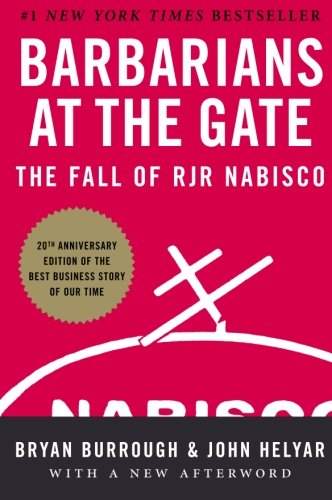 #1 NEW YORK TIMES BESTSELLER
BARBARIANS
AT THE GATE
THE FALL OF RJR NABISCO
20TH ANNIVERSARY
EDITION OF THE
BEST BUSINESS STORY
OF OUR TIME
NABISCO
BRYAN BURROUGH & JOHN HELYAR
WITH A NEW AFTERWORD